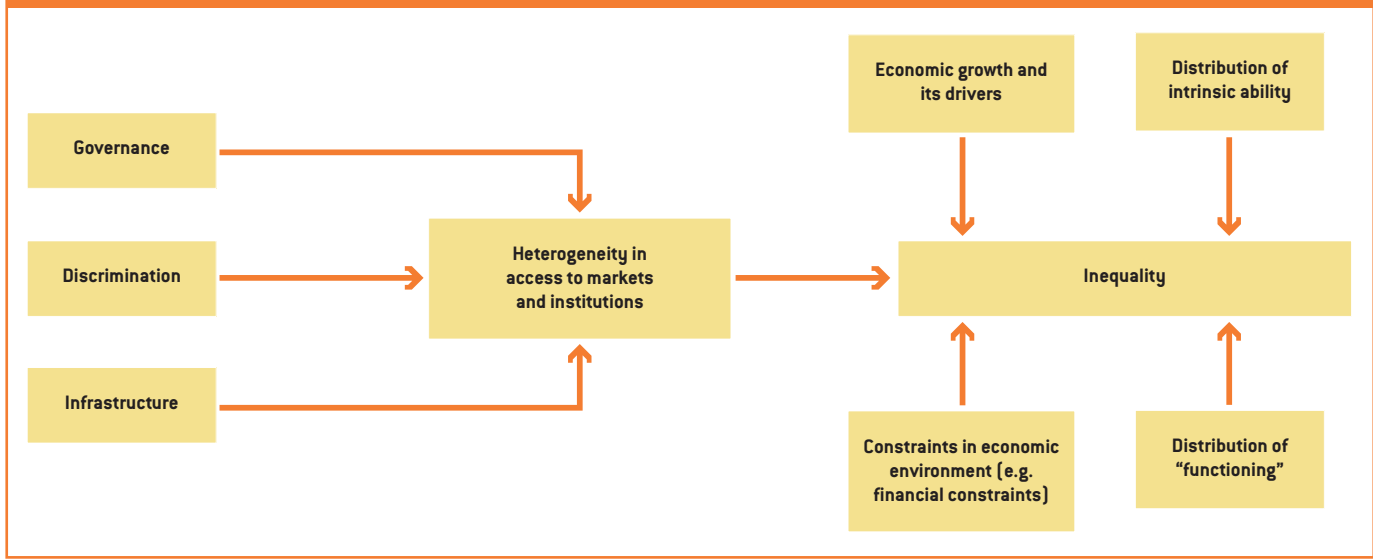 Governance
Discrimination
Infrastructure
Heterogeneity in
access to markets
and institutions
Economic growth and
its drivers
Distribution of
intrinsic ability
Inequality
Constraints in economic
environment (e.g.
financial constraints)
Distribution of
“functioning”